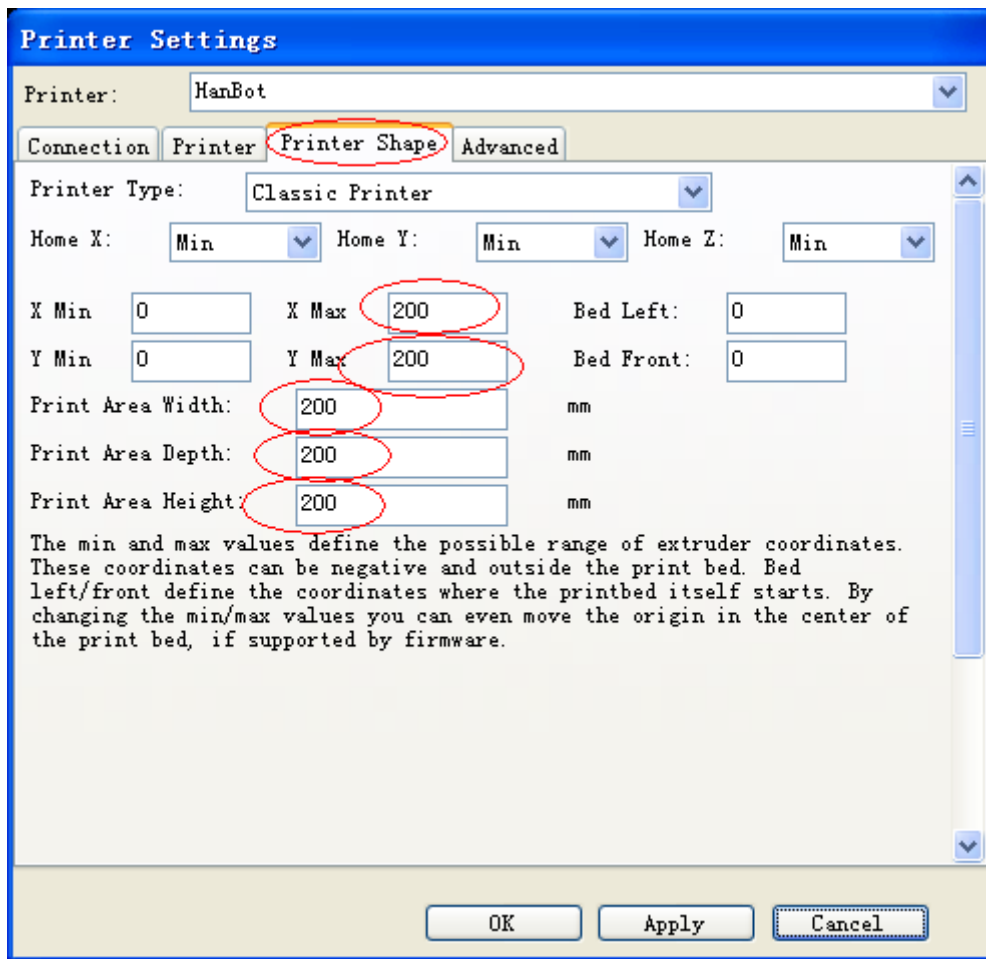 Printer Settings
Printer: HanBot
Connection Printer Printer Shape Advanced
Printer Type: Classic Printer
Home X: Min Home Y: Min Home Z: Min
X Min 0 X Max 200 Bed Left: 0
Y Min 0 Y Max 200 Bed Front: 0
Print Area Width: 200 mm
Print Area Depth: 200 mm
Print Area Height: 200 mm
The min and max values define the possible range of extruder coordinates.
These coordinates can be negative and outside the print bed. Bed
left/front define the coordinates where the printbed itself starts. By
changing the min/max values you can even move the origin in the center of
the print bed, if supported by firmware.
OK Apply Cancel